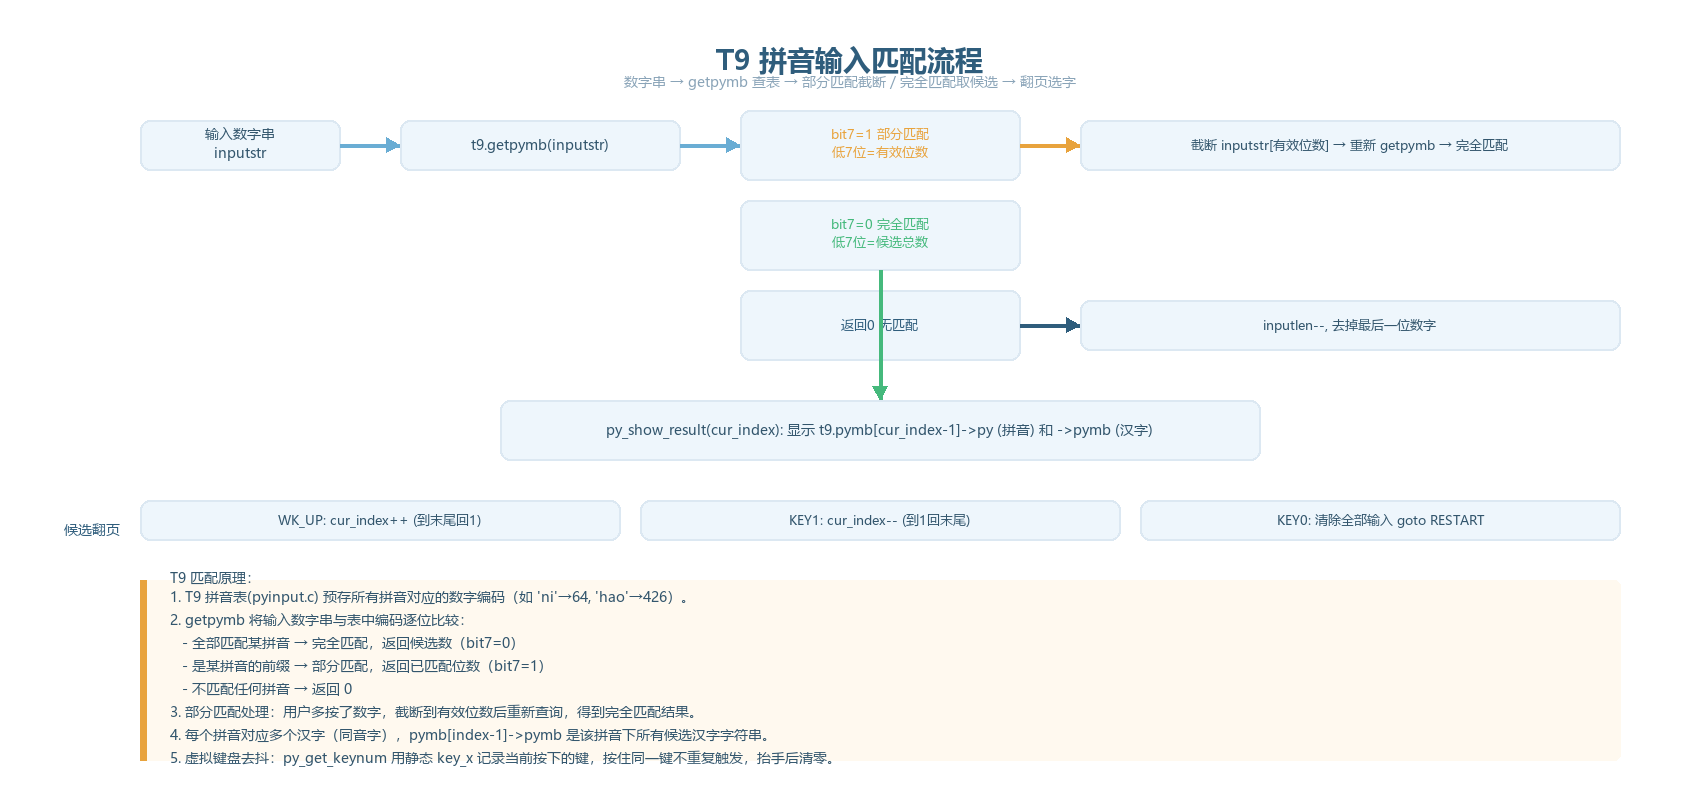 T9 拼音输入匹配流程
数字串 → getpymb 查表 → 部分匹配截断 / 完全匹配取候选 → 翻页选字
输入数字串
inputstr
t9.getpymb(inputstr)
bit7=1 部分匹配
低7位=有效位数
截断 inputstr[有效位数] → 重新 getpymb → 完全匹配
bit7=0 完全匹配
低7位=候选总数
返回0 无匹配
inputlen--, 去掉最后一位数字
py_show_result(cur_index): 显示 t9.pymb[cur_index-1]->py (拼音) 和 ->pymb (汉字)
候选翻页
WK_UP: cur_index++ (到末尾回1)
KEY1: cur_index-- (到1回末尾)
KEY0: 清除全部输入 goto RESTART
T9 匹配原理：
1. T9 拼音表(pyinput.c) 预存所有拼音对应的数字编码（如 'ni'→64, 'hao'→426）。
2. getpymb 将输入数字串与表中编码逐位比较：
- 全部匹配某拼音 → 完全匹配，返回候选数（bit7=0）
- 是某拼音的前缀 → 部分匹配，返回已匹配位数（bit7=1）
- 不匹配任何拼音 → 返回 0
3. 部分匹配处理：用户多按了数字，截断到有效位数后重新查询，得到完全匹配结果。
4. 每个拼音对应多个汉字（同音字），pymb[index-1]->pymb 是该拼音下所有候选汉字字符串。
5. 虚拟键盘去抖：py_get_keynum 用静态 key_x 记录当前按下的键，按住同一键不重复触发，抬手后清零。